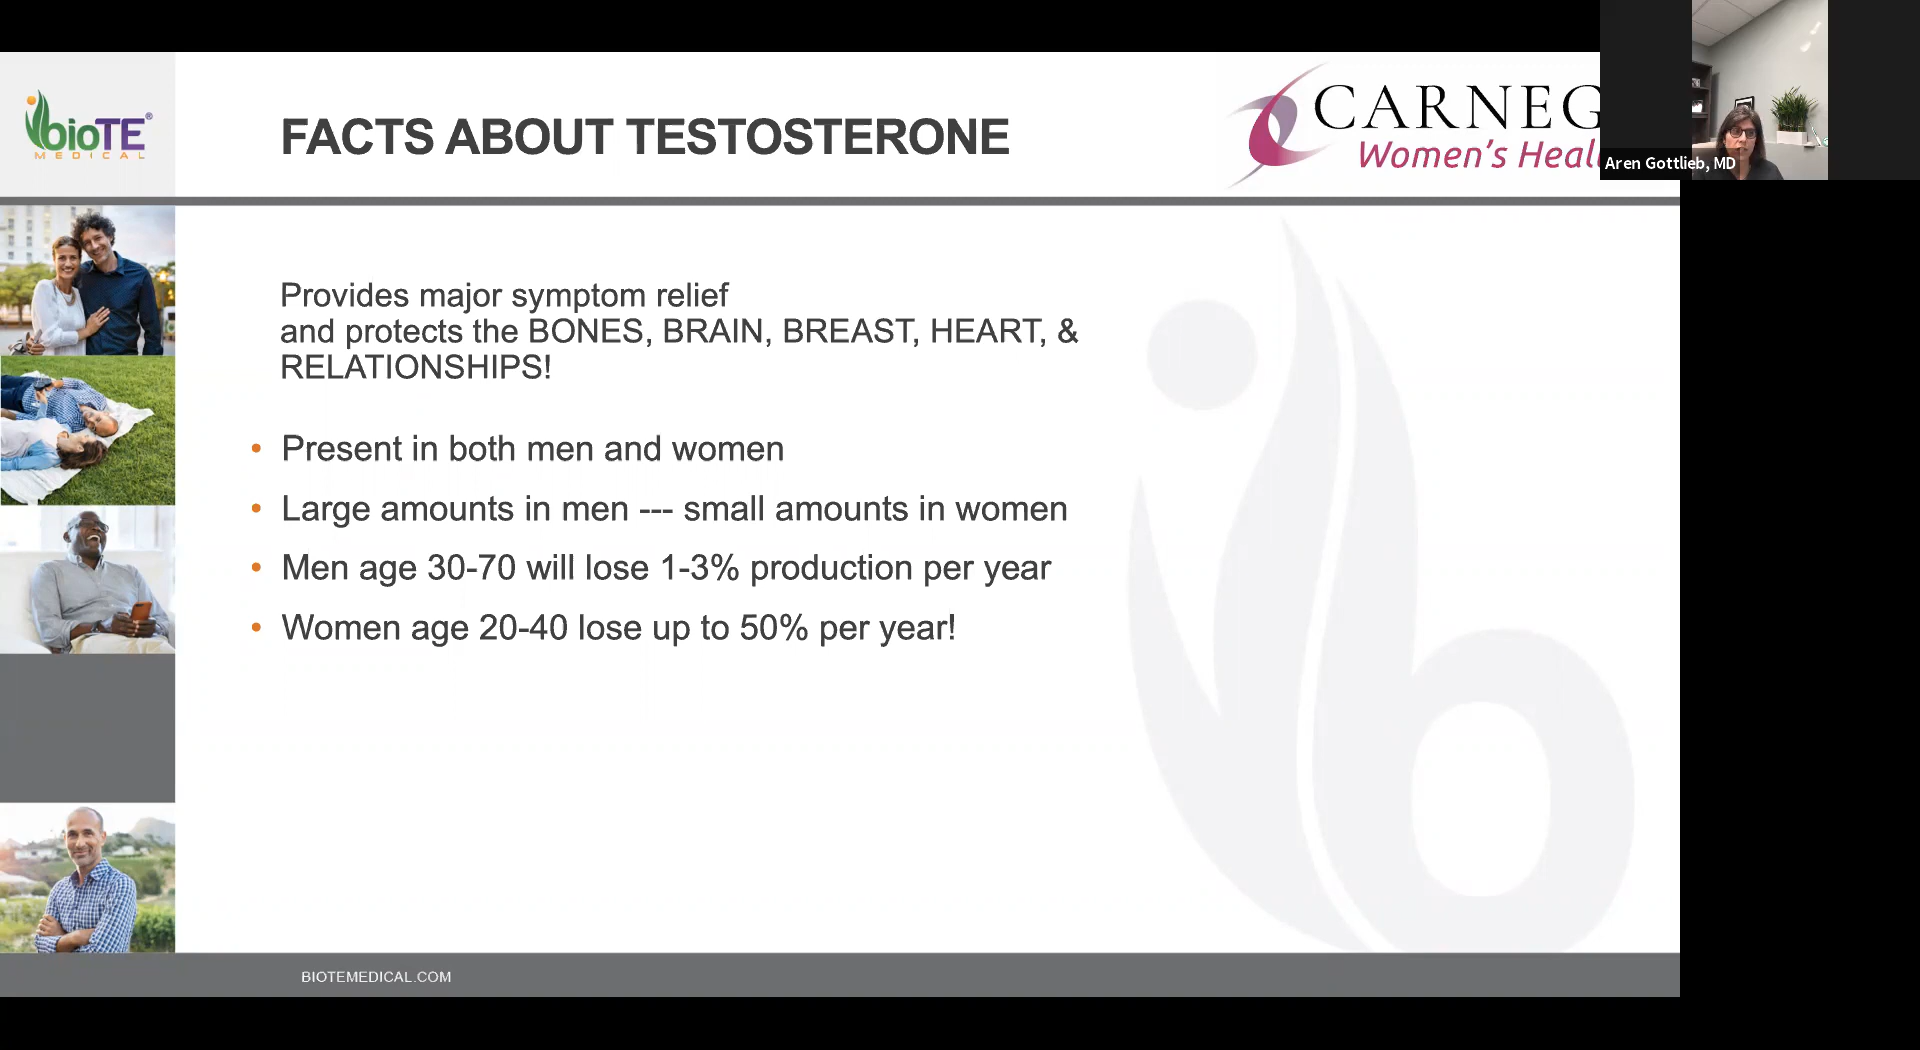 bioTE®
MEDICAL
FACTS ABOUT TESTOSTERONE
CARNEG
Women's Heal
Aren Gottlieb, MD
Provides major symptom relief
and protects the BONES, BRAIN, BREAST, HEART, &
RELATIONSHIPS!
• Present in both men and women
• Large amounts in men --- small amounts in women
• Men age 30-70 will lose 1-3% production per year
• Women age 20-40 lose up to 50% per year!
BIOTEMEDICAL.COM